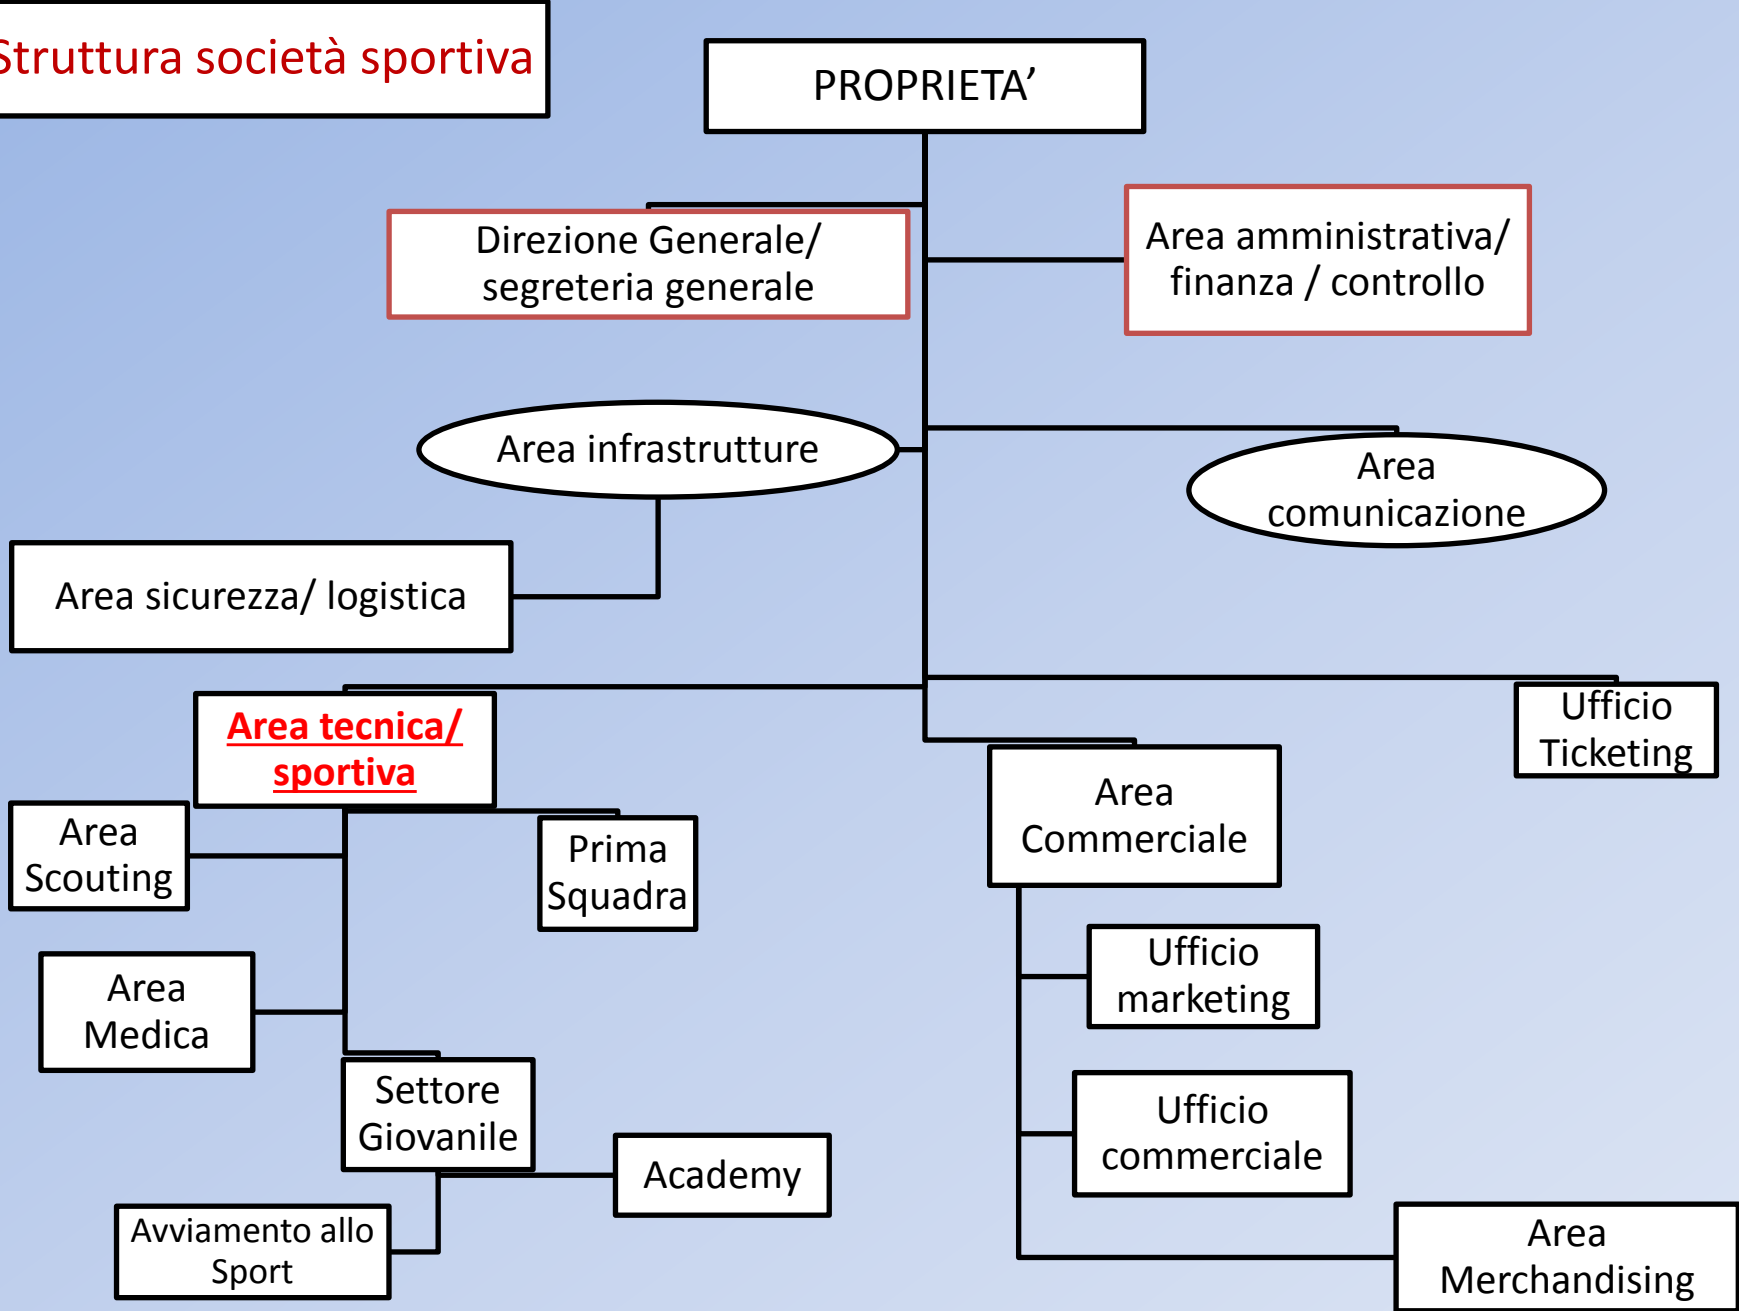 Struttura società sportiva
PROPRIETA’
Direzione Generale/
segreteria generale
Area amministrativa/
finanza / controllo
Area infrastrutture
Area
comunicazione
Area sicurezza/ logistica
Area tecnica/
sportiva
Ufficio
Ticketing
Area
Scouting
Prima
Squadra
Area
Commerciale
Area
Medica
Ufficio
marketing
Settore
Giovanile
Ufficio
commerciale
Academy
Avviamento allo
Sport
Area
Merchandising